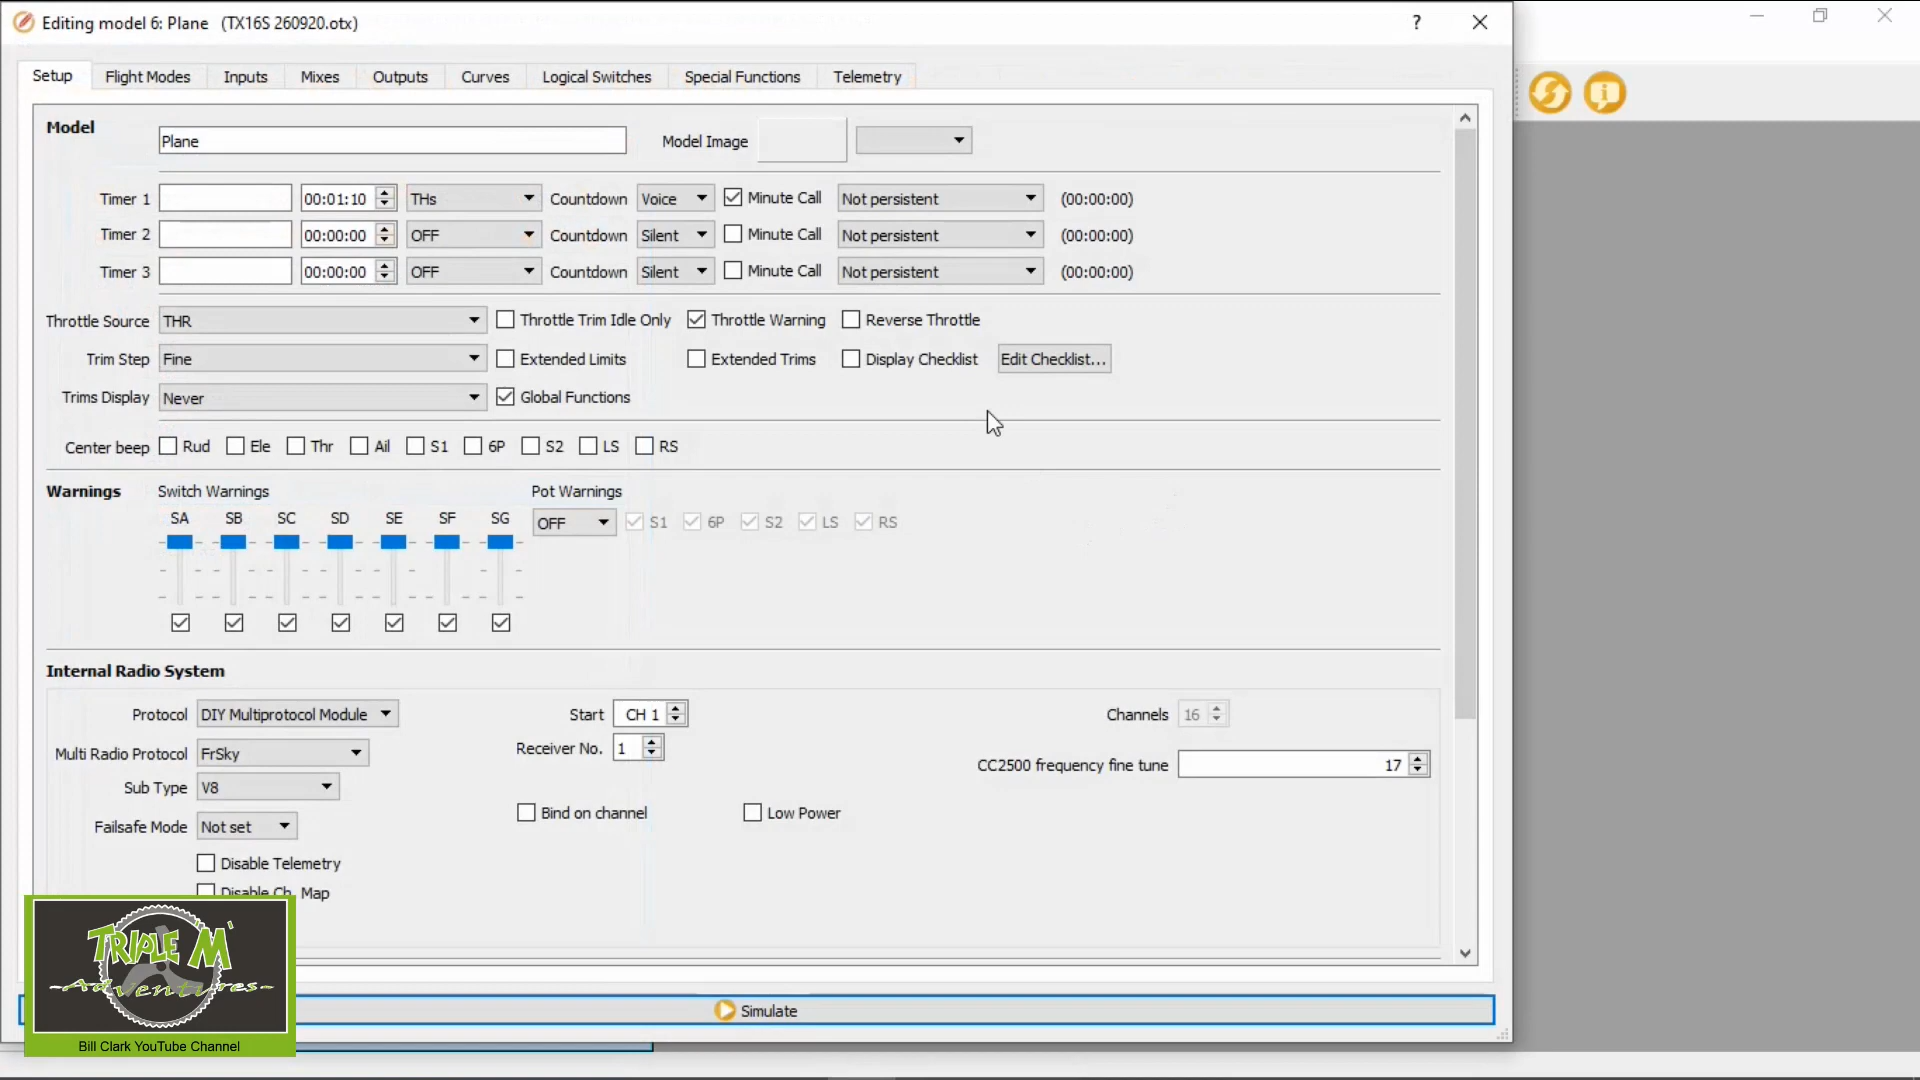 Editing model 6: Plane (TX16S 260920.otx) ?
Setup Flight Modes Inputs Mixes Outputs Curves Logical Switches Special Functions Telemetry
Model Plane Model Image
Timer 1 00:01:10 THs Countdown Voice Minute Call Not persistent (00:00:00)
Timer 2 00:00:00 OFF Countdown Silent Minute Call Not persistent (00:00:00)
Timer 3 00:00:00 OFF Countdown Silent Minute Call Not persistent (00:00:00)
Throttle Source THR Throttle Trim Idle Only Throttle Warning Reverse Throttle
Trim Step Fine Extended Limits Extended Trims Display Checklist Edit Checklist...
Trims Display Never Global Functions
Center beep Rud Ele Thr Ail S1 6P S2 LS RS
Warnings Switch Warnings Pot Warnings
SA SB SC SD SE SF SG
OFF S1 6P S2 LS RS
Internal Radio System
Protocol DIY Multiprotocol Module Start CH 1 Channels 16
Multi Radio Protocol FrSky Receiver No. 1 CC2500 frequency fine tune 17
Sub Type V8
Bind on channel Low Power
Failsafe Mode Not set
Disable Telemetry
Disable Ch. Map
TRIPLE M
-Adventures-
Simulate
Bill Clark YouTube Channel